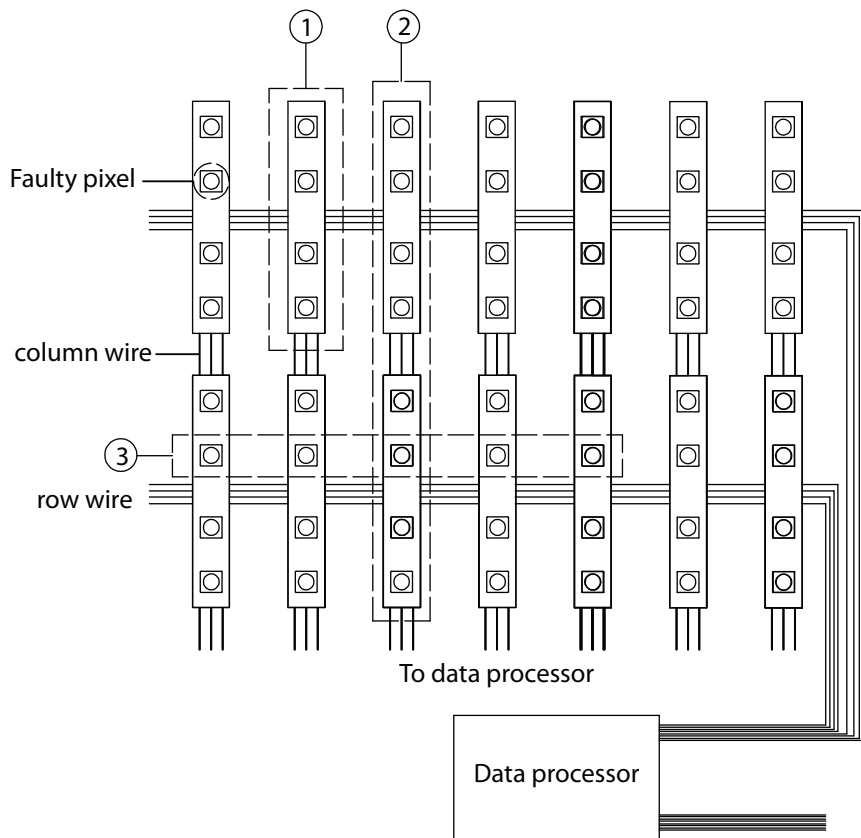 1
2
Faulty pixel
column wire
3
row wire
To data processor
Data processor